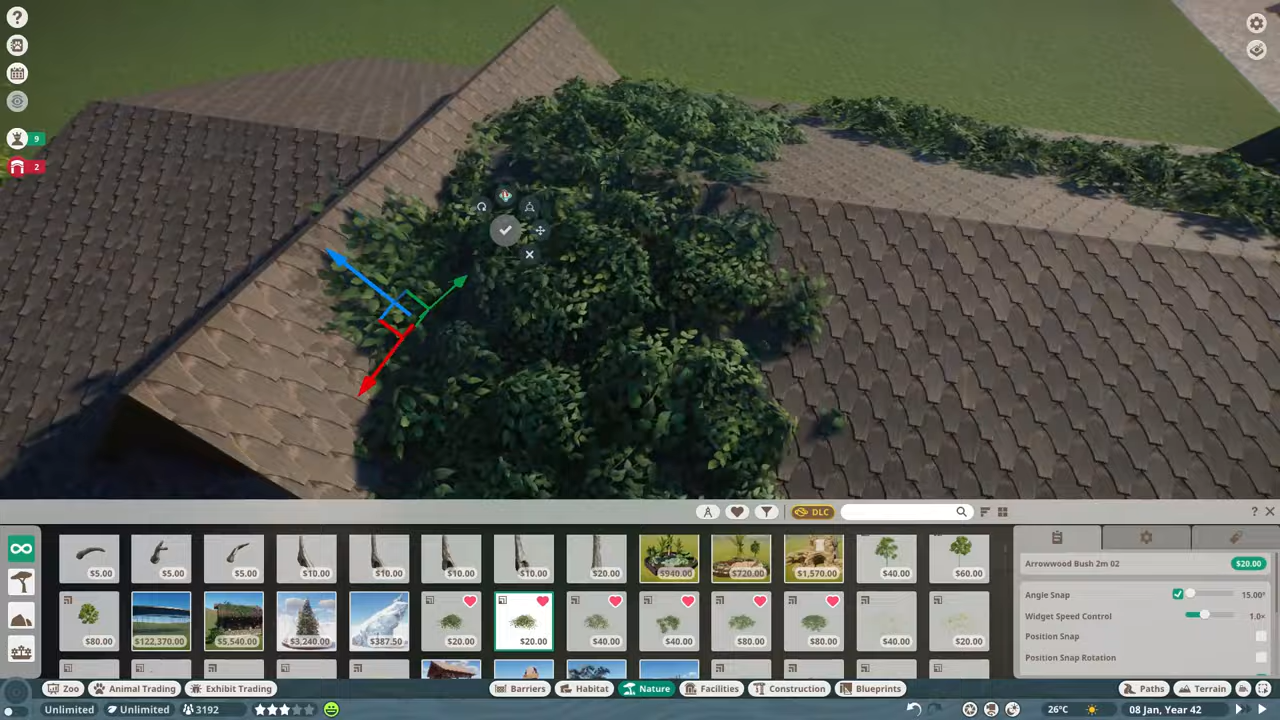 ?
9
2
DLC
? ×
$5.00 $5.00 $5.00 $10.00 $10.00 $10.00 $10.00 $20.00 $940.00 $720.00 $1,570.00 $40.00 $60.00
$80.00 $122,370.00 $5,540.00 $3,240.00 $387.50 $20.00 $20.00 $40.00 $40.00 $80.00 $80.00 $40.00 $20.00
Arrowwood Bush 2m 02 $20.00
Angle Snap 15.00°
Widget Speed Control 1.0×
Position Snap
Position Snap Rotation
Zoo Animal Trading Exhibit Trading Barriers Habitat Nature Facilities Construction Blueprints Paths Terrain
Unlimited Unlimited 3192 26°C 08 Jan, Year 42